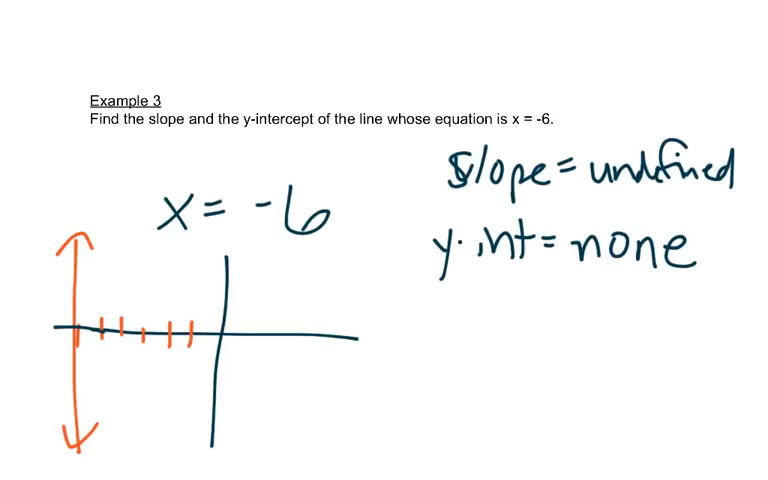 Example 3
Find the slope and the y-intercept of the line whose equation is x = -6.
slope = undefined
x = -6
y-int = none